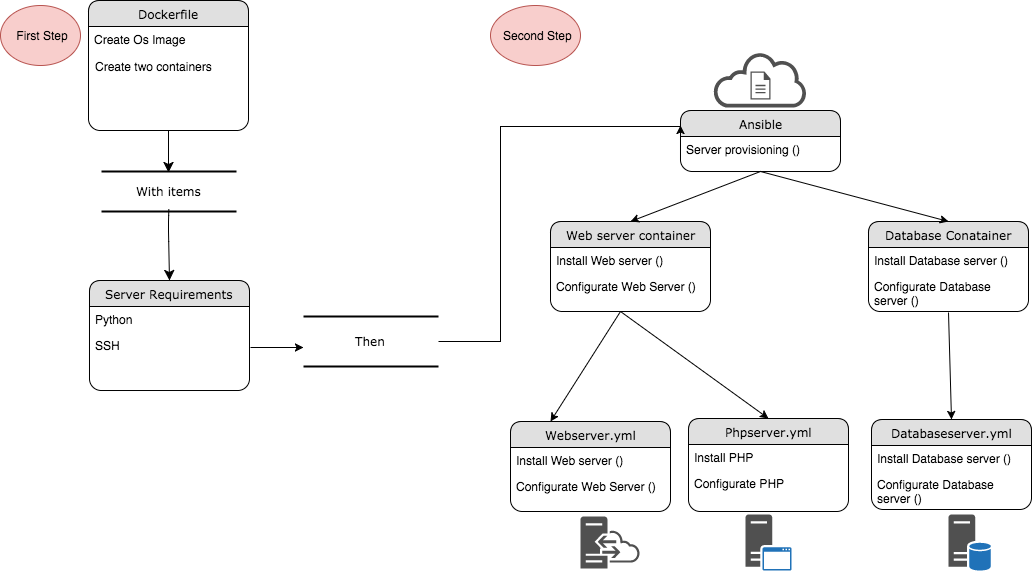 First Step
Dockerfile
Create Os Image
Create two containers
With items
Server Requirements
Python
SSH
Then
Second Step
Ansible
Server provisioning ()
Web server container
Install Web server ()
Configurate Web Server ()
Database Conatainer
Install Database server ()
Configurate Database
server ()
Webserver.yml
Install Web server ()
Configurate Web Server ()
Phpserver.yml
Install PHP
Configurate PHP
Databaseserver.yml
Install Database server ()
Configurate Database
server ()